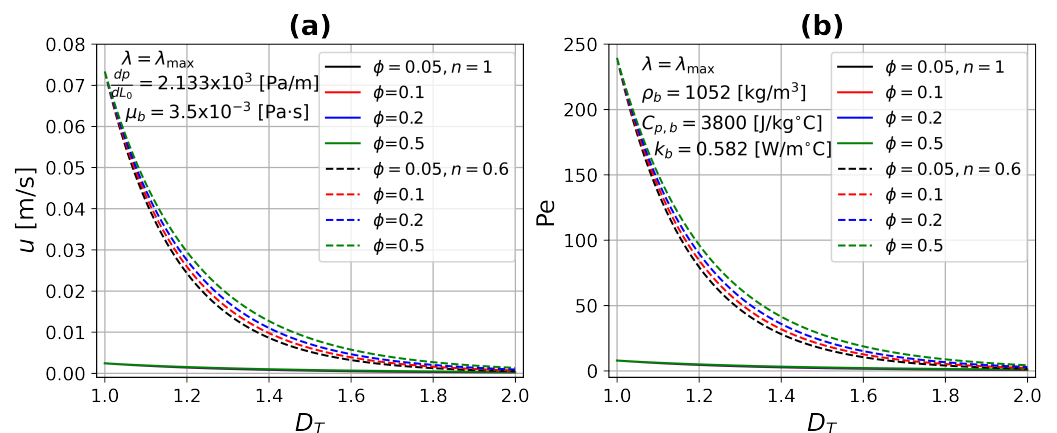 (a)
λ = λmax
dp/dL₀ = 2.133x10³ [Pa/m]
μb = 3.5x10⁻³ [Pa·s]
ϕ = 0.05, n = 1
ϕ=0.1
ϕ=0.2
ϕ=0.5
ϕ = 0.05, n = 0.6
ϕ=0.1
ϕ=0.2
ϕ=0.5
u [m/s]
0.08
0.07
0.06
0.05
0.04
0.03
0.02
0.01
0.00
1.0 1.2 1.4 1.6 1.8 2.0
D_T
(b)
λ = λmax
ρb = 1052 [kg/m³]
Cp,b = 3800 [J/kg°C]
kb = 0.582 [W/m°C]
ϕ = 0.05, n = 1
ϕ = 0.1
ϕ = 0.2
ϕ = 0.5
ϕ = 0.05, n = 0.6
ϕ = 0.1
ϕ = 0.2
ϕ = 0.5
Pe
250
200
150
100
50
0
1.0 1.2 1.4 1.6 1.8 2.0
D_T